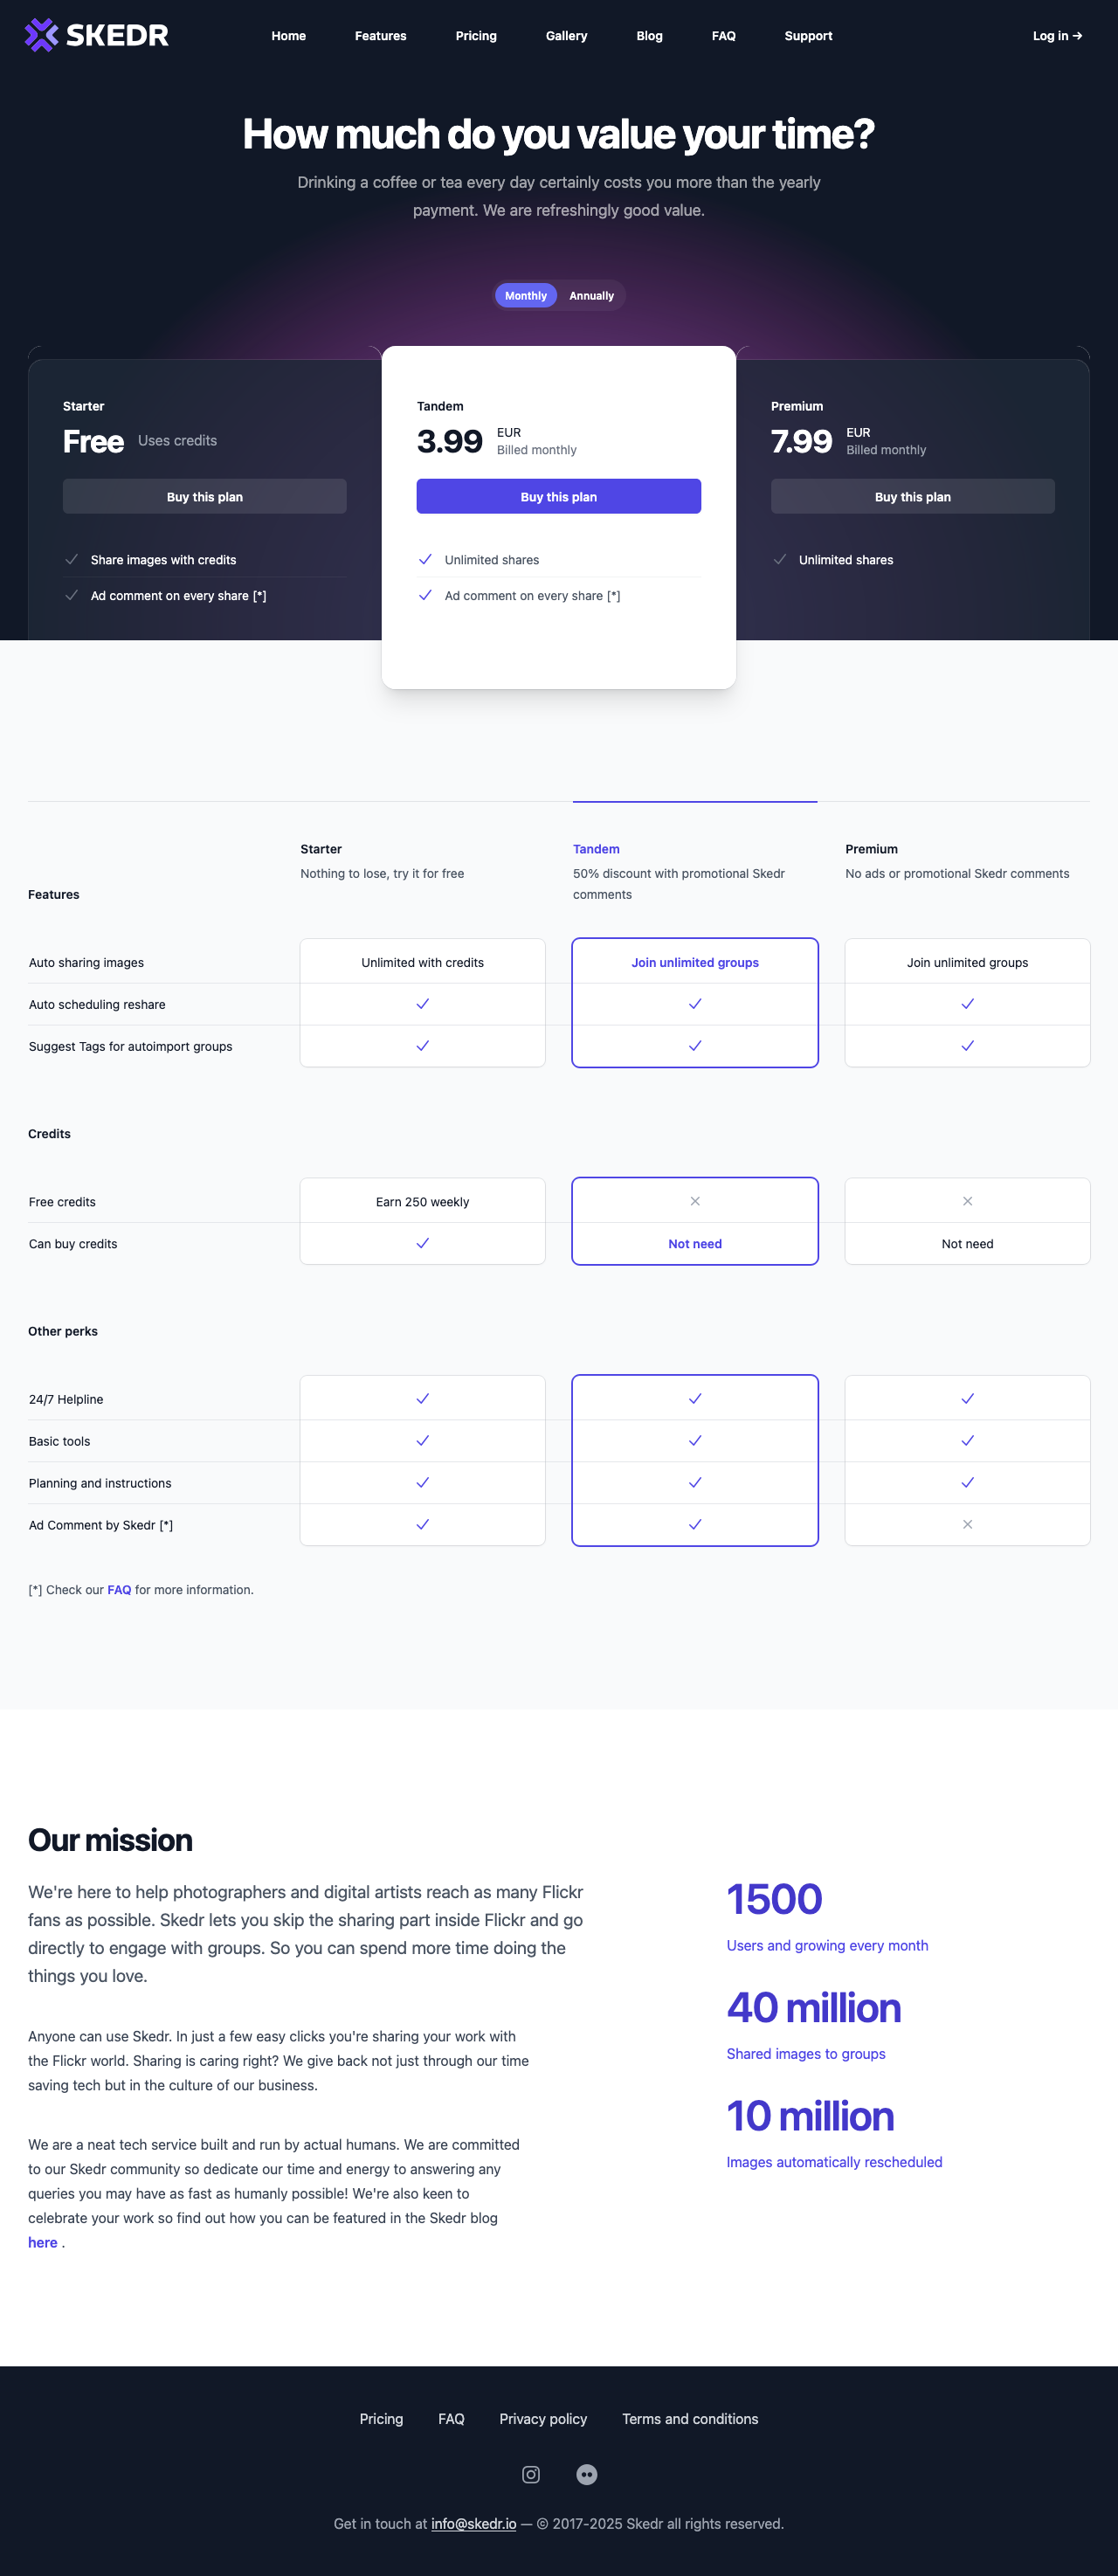 SKEDR
Home Features Pricing Gallery Blog FAQ Support Log in →
How much do you value your time?
Drinking a coffee or tea every day certainly costs you more than the yearly
payment. We are refreshingly good value.
Monthly Annually
Starter
Free Uses credits
Buy this plan
Share images with credits
Ad comment on every share [*]
Tandem
3.99 EUR
Billed monthly
Buy this plan
Unlimited shares
Ad comment on every share [*]
Premium
7.99 EUR
Billed monthly
Buy this plan
Unlimited shares
Features
Starter
Nothing to lose, try it for free
Tandem
50% discount with promotional Skedr
comments
Premium
No ads or promotional Skedr comments
Auto sharing images Unlimited with credits Join unlimited groups Join unlimited groups
Auto scheduling reshare
Suggest Tags for autoimport groups
Credits
Free credits Earn 250 weekly
Can buy credits Not need Not need
Other perks
24/7 Helpline
Basic tools
Planning and instructions
Ad Comment by Skedr [*]
[*] Check our FAQ for more information.
Our mission
We're here to help photographers and digital artists reach as many Flickr
fans as possible. Skedr lets you skip the sharing part inside Flickr and go
directly to engage with groups. So you can spend more time doing the
things you love.
Anyone can use Skedr. In just a few easy clicks you're sharing your work with
the Flickr world. Sharing is caring right? We give back not just through our time
saving tech but in the culture of our business.
We are a neat tech service built and run by actual humans. We are committed
to our Skedr community so dedicate our time and energy to answering any
queries you may have as fast as humanly possible! We're also keen to
celebrate your work so find out how you can be featured in the Skedr blog
here .
1500
Users and growing every month
40 million
Shared images to groups
10 million
Images automatically rescheduled
Pricing FAQ Privacy policy Terms and conditions
Get in touch at info@skedr.io — © 2017-2025 Skedr all rights reserved.